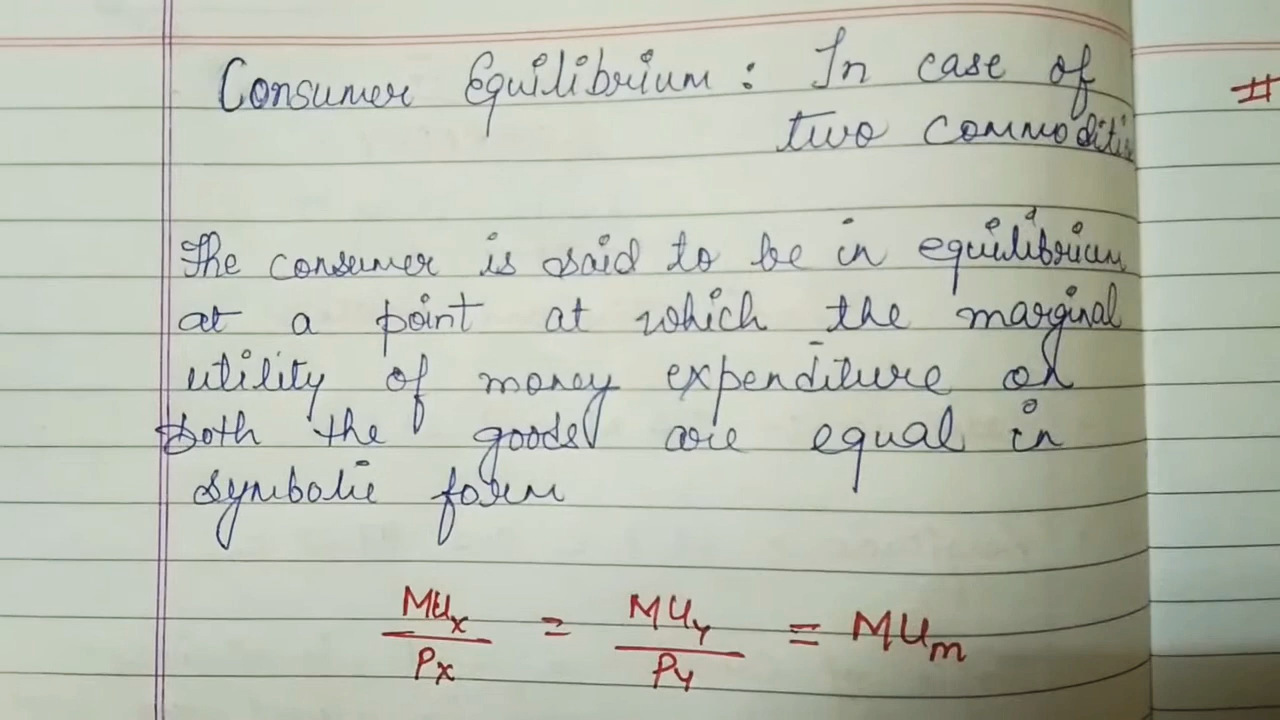 Consumer Equilibrium : In case of
two commoditi
The consumer is said to be in equilibrium
at a point at which the marginal
utility of money expenditure on
both the goods are equal in
symbolic form
MUx / Px = MUy / Py = MUm
#